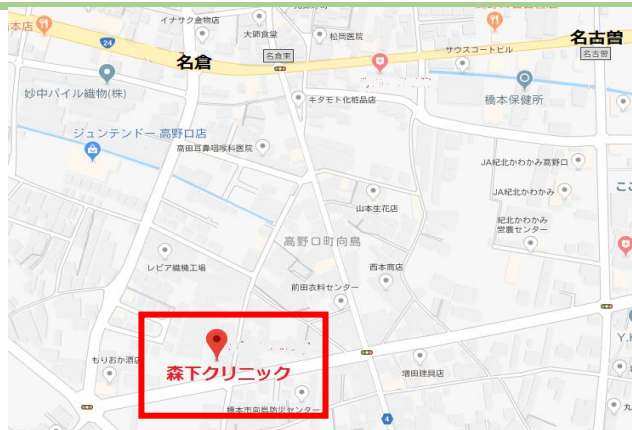 イナサク金物店
本店
大師食堂
松岡医院
サウスコートビル
名古曽
24
名倉
名倉東
名古曽
妙中パイル織物(株)
キタモト化粧品店
橋本保健所
ジュンテンドー 高野口店
高田耳鼻咽喉科医院
JA紀北かわかみ高野口
山本生花店
JA紀北かわかみ
高野口町向島
紀北かわかみ
営農センター
レピア織機工場
西本商店
前田衣料センター
もりおか酒店
森下クリニック
増田建具店
橋本市向島防災センター
4